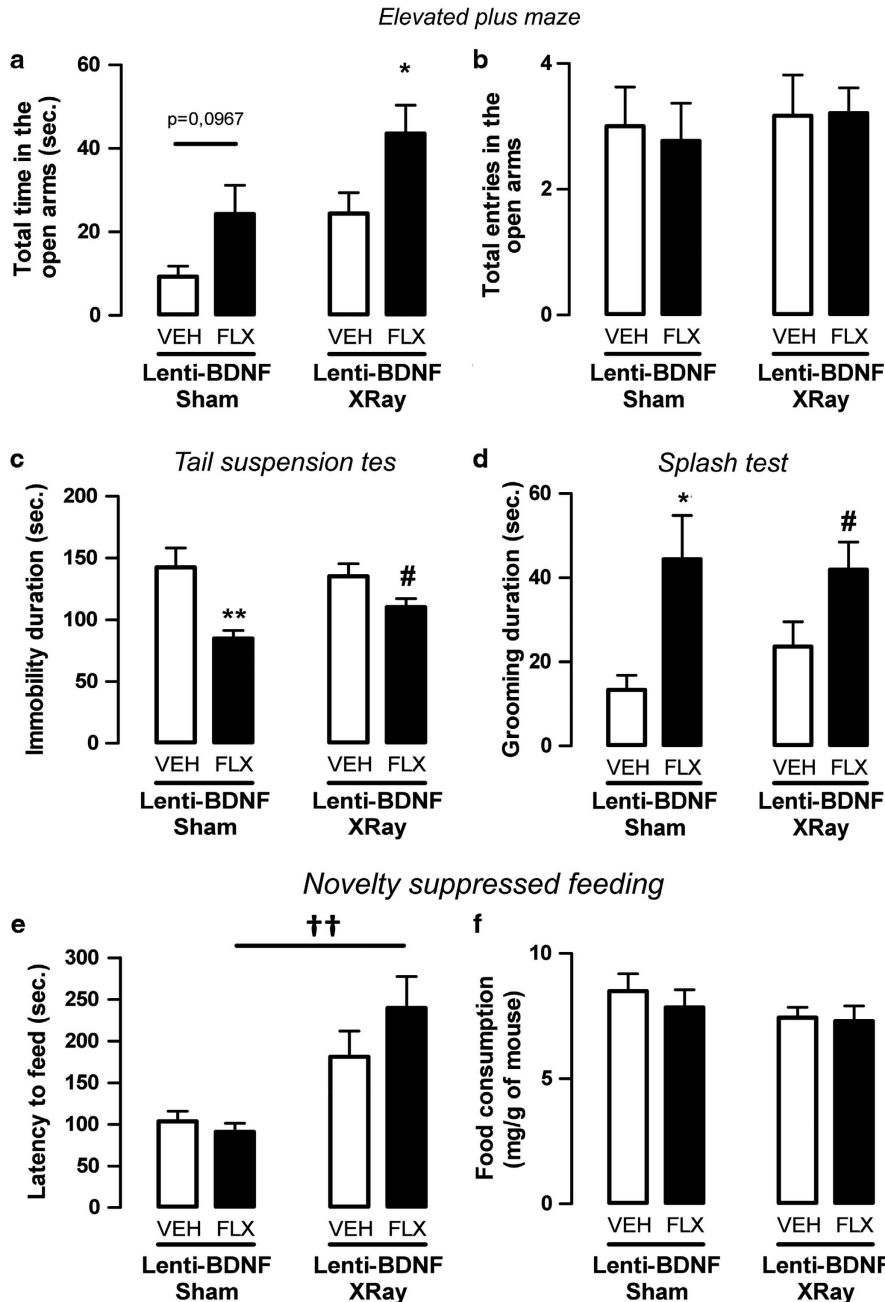 Elevated plus maze
a
Total time in the
open arms (sec.)
60
40
20
0
p=0,0967
*
VEH FLX VEH FLX
Lenti-BDNF Lenti-BDNF
Sham XRay
b
Total entries in the
open arms
4
2
0
VEH FLX VEH FLX
Lenti-BDNF Lenti-BDNF
Sham XRay
c
Tail suspension tes
Immobility duration (sec.)
200
150
100
50
0
**
#
VEH FLX VEH FLX
Lenti-BDNF Lenti-BDNF
Sham XRay
d
Splash test
Grooming duration (sec.)
60
40
20
0
*
#
VEH FLX VEH FLX
Lenti-BDNF Lenti-BDNF
Sham XRay
Novelty suppressed feeding
e
Latency to feed (sec.)
300
250
200
150
100
50
0
††
VEH FLX VEH FLX
Lenti-BDNF Lenti-BDNF
Sham XRay
f
Food consumption
(mg/g of mouse)
10
5
0
VEH FLX VEH FLX
Lenti-BDNF Lenti-BDNF
Sham XRay